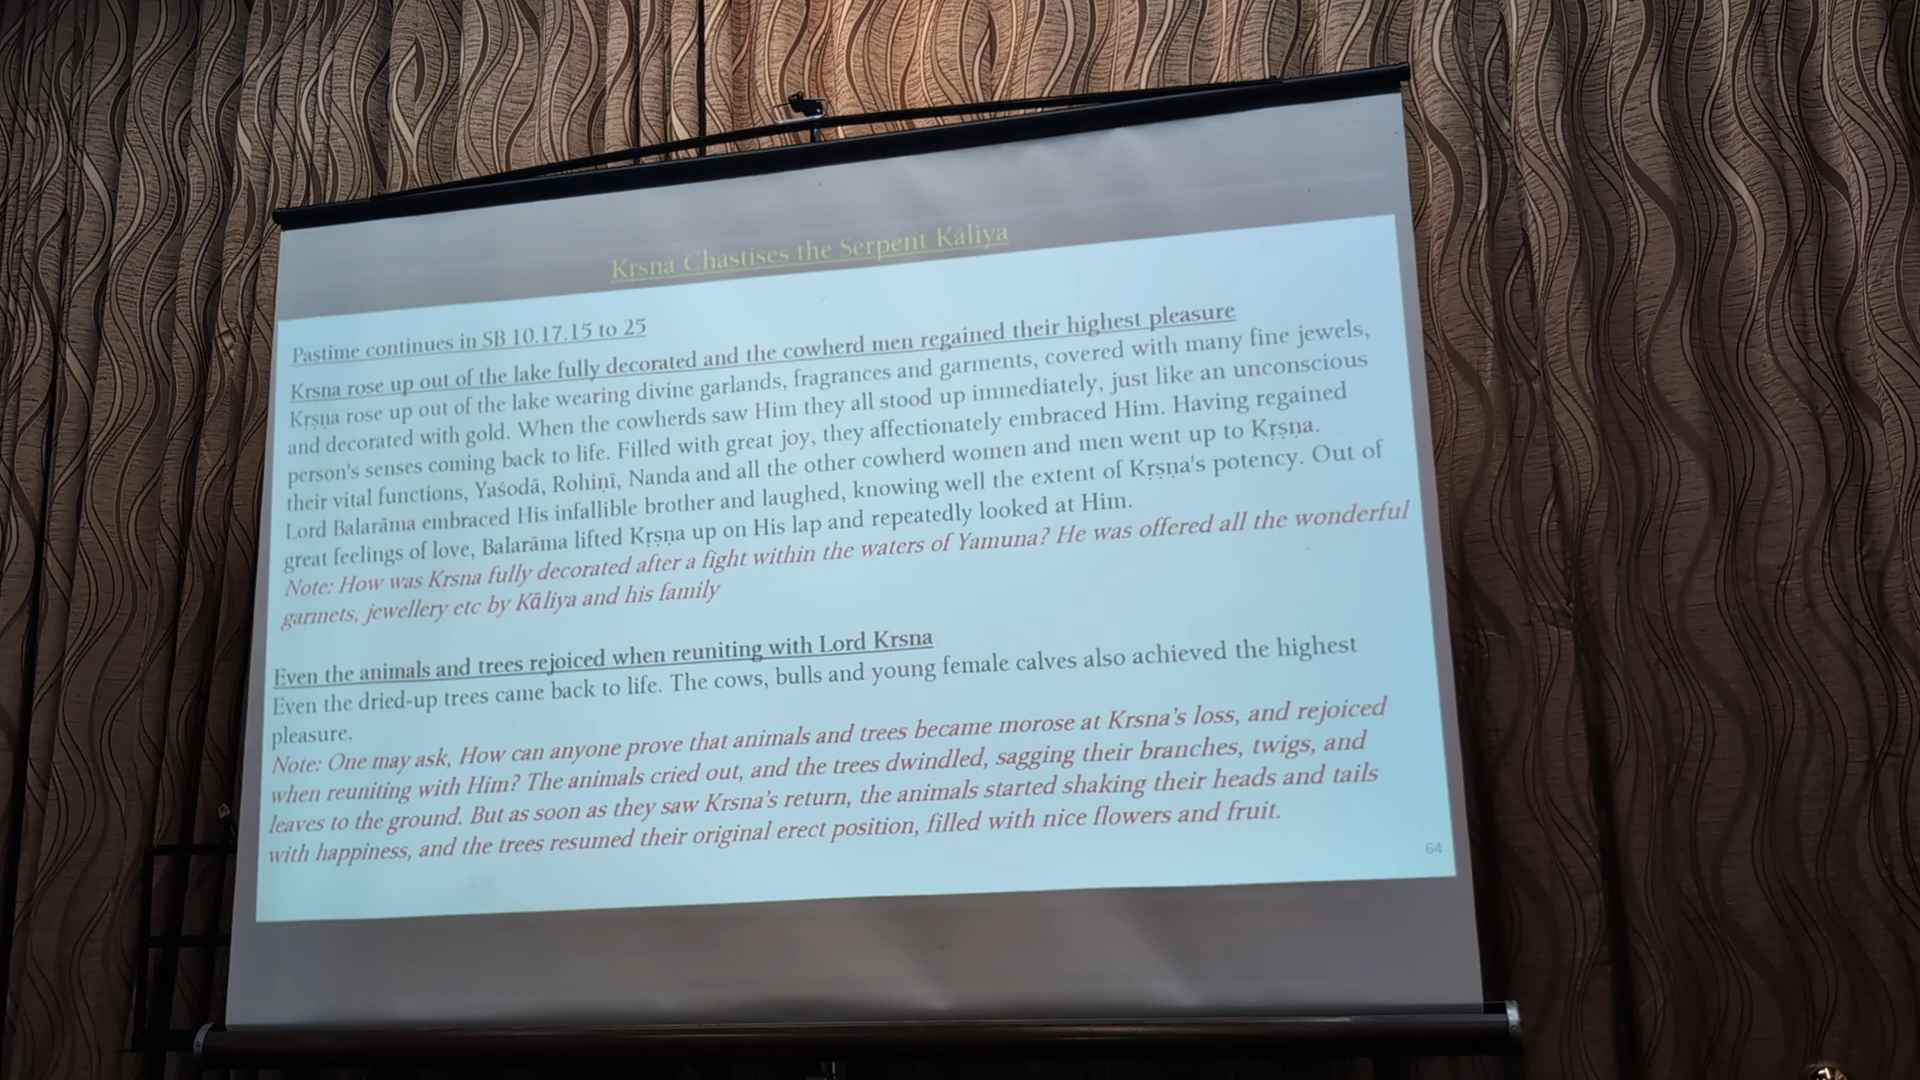 Krsna Chastises the Serpent Kāliya
Pastime continues in SB 10.17.15 to 25
Krsna rose up out of the lake fully decorated and the cowherd men regained their highest pleasure
Kṛṣṇa rose up out of the lake wearing divine garlands, fragrances and garments, covered with many fine jewels,
and decorated with gold. When the cowherds saw Him they all stood up immediately, just like an unconscious
person's senses coming back to life. Filled with great joy, they affectionately embraced Him. Having regained
their vital functions, Yaśodā, Rohiṇī, Nanda and all the other cowherd women and men went up to Kṛṣṇa.
Lord Balarāma embraced His infallible brother and laughed, knowing well the extent of Kṛṣṇa's potency. Out of
great feelings of love, Balarāma lifted Kṛṣṇa up on His lap and repeatedly looked at Him.
Note: How was Krsna fully decorated after a fight within the waters of Yamuna? He was offered all the wonderful
garmets, jewellery etc by Kāliya and his family
Even the animals and trees rejoiced when reuniting with Lord Krsna
Even the dried-up trees came back to life. The cows, bulls and young female calves also achieved the highest
pleasure.
Note: One may ask, How can anyone prove that animals and trees became morose at Krsna's loss, and rejoiced
when reuniting with Him? The animals cried out, and the trees dwindled, sagging their branches, twigs, and
leaves to the ground. But as soon as they saw Krsna's return, the animals started shaking their heads and tails
with happiness, and the trees resumed their original erect position, filled with nice flowers and fruit.
64